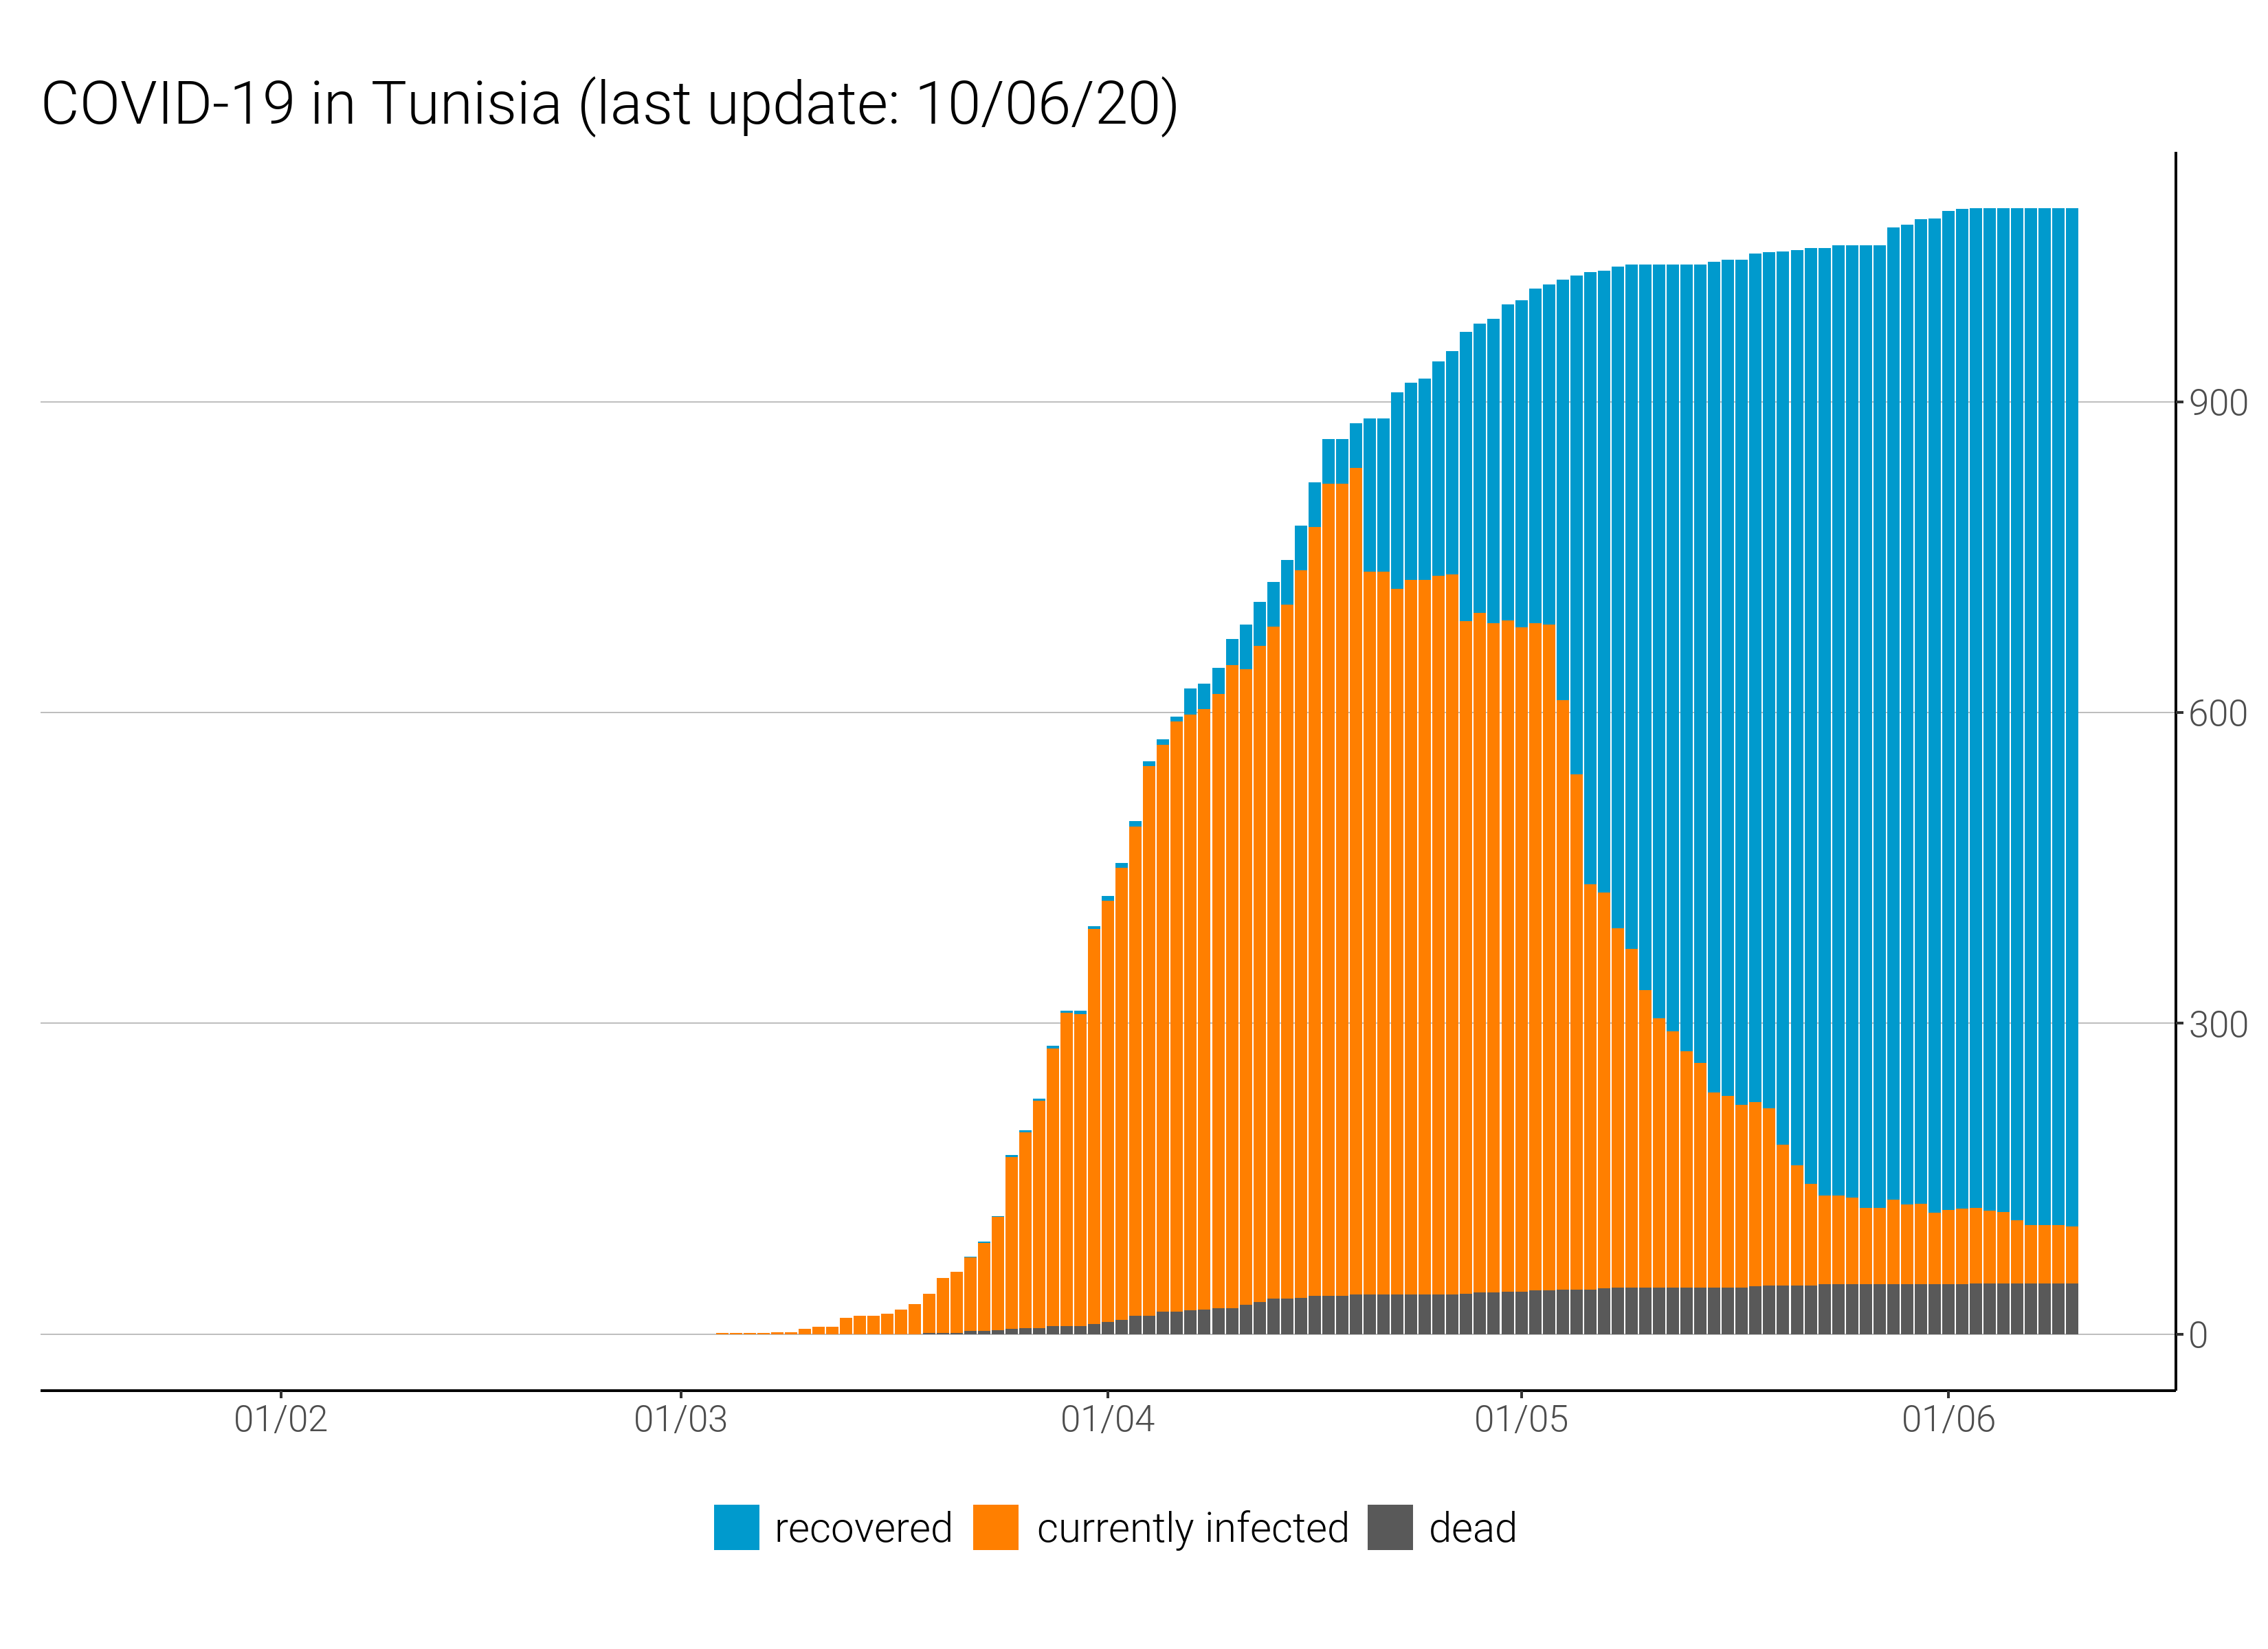 COVID-19 in Tunisia (last update: 10/06/20)
900
600
300
0
01/02 01/03 01/04 01/05 01/06
recovered currently infected dead